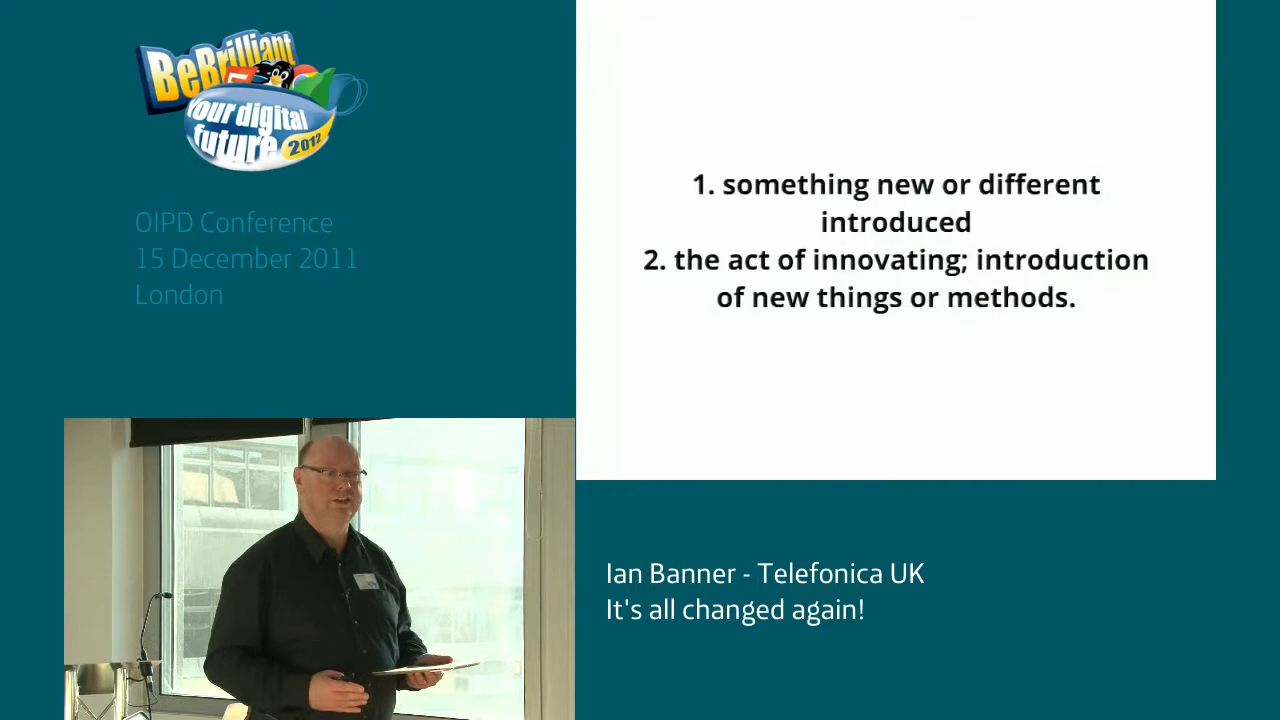 BeBrilliant
Your digital
future 2012
OIPD Conference
15 December 2011
London
1. something new or different
introduced
2. the act of innovating; introduction
of new things or methods.
Ian Banner - Telefonica UK
It's all changed again!